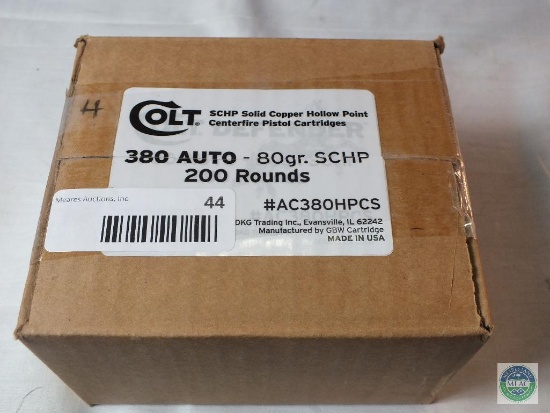 4
COLT
SCHP Solid Copper Hollow Point
Centerfire Pistol Cartridges
380 AUTO - 80gr. SCHP
200 Rounds
#AC380HPCS
Meares Auctions, Inc
44
DKG Trading Inc., Evansville, IL 62242
Manufactured by GBW Cartridge
MADE IN USA